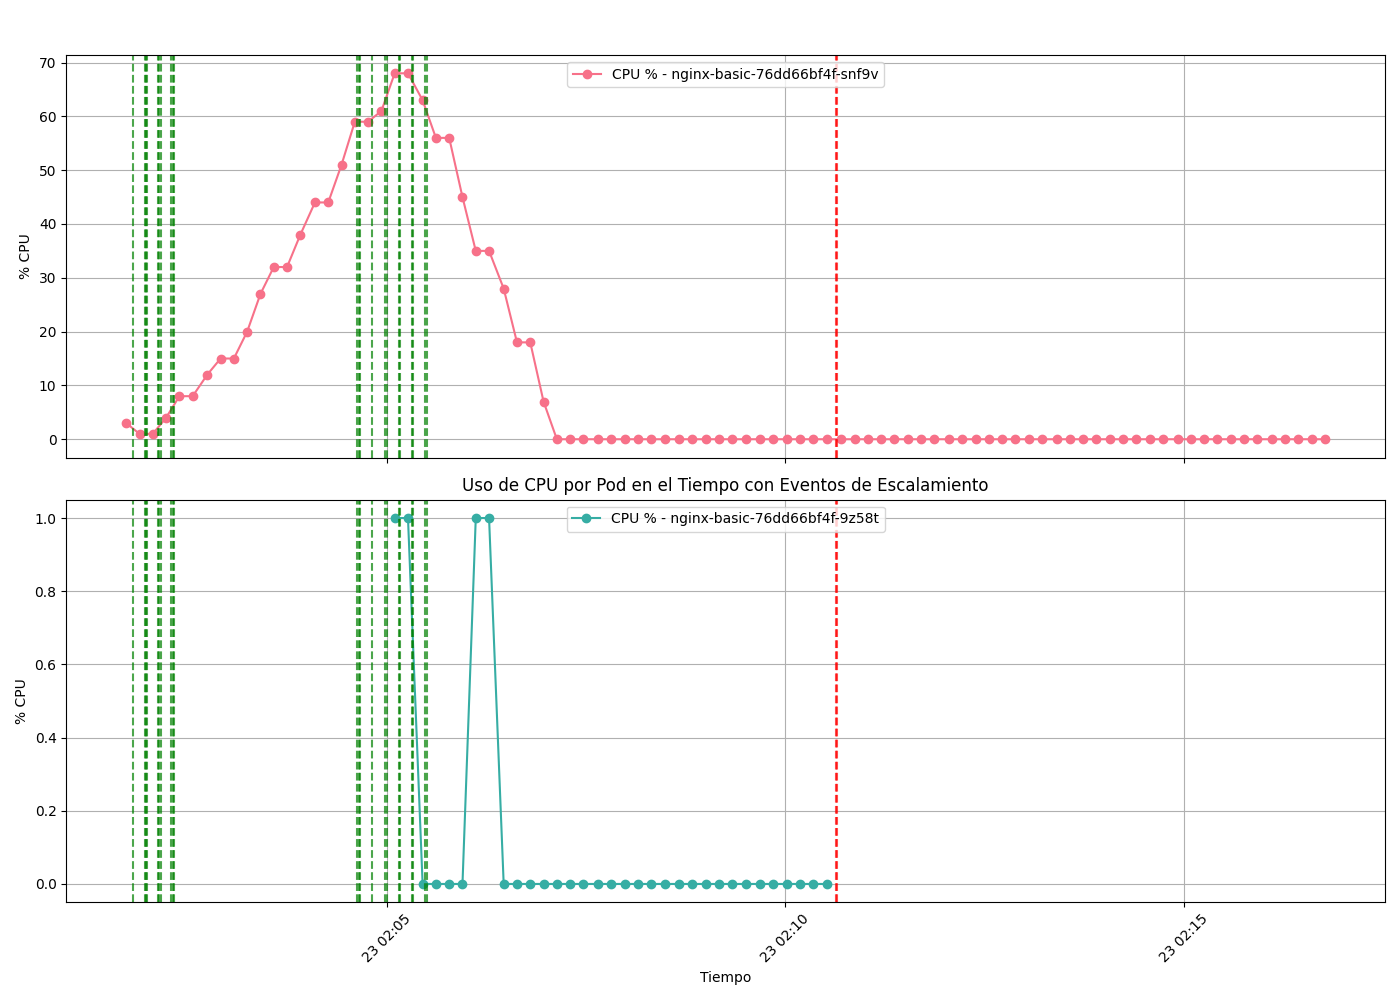 CPU % - nginx-basic-76dd66bf4f-snf9v
70
60
50
40
30
20
10
0
% CPU
Uso de CPU por Pod en el Tiempo con Eventos de Escalamiento
CPU % - nginx-basic-76dd66bf4f-9z58t
1.0
0.8
0.6
0.4
0.2
0.0
% CPU
23 02:05
23 02:10
23 02:15
Tiempo